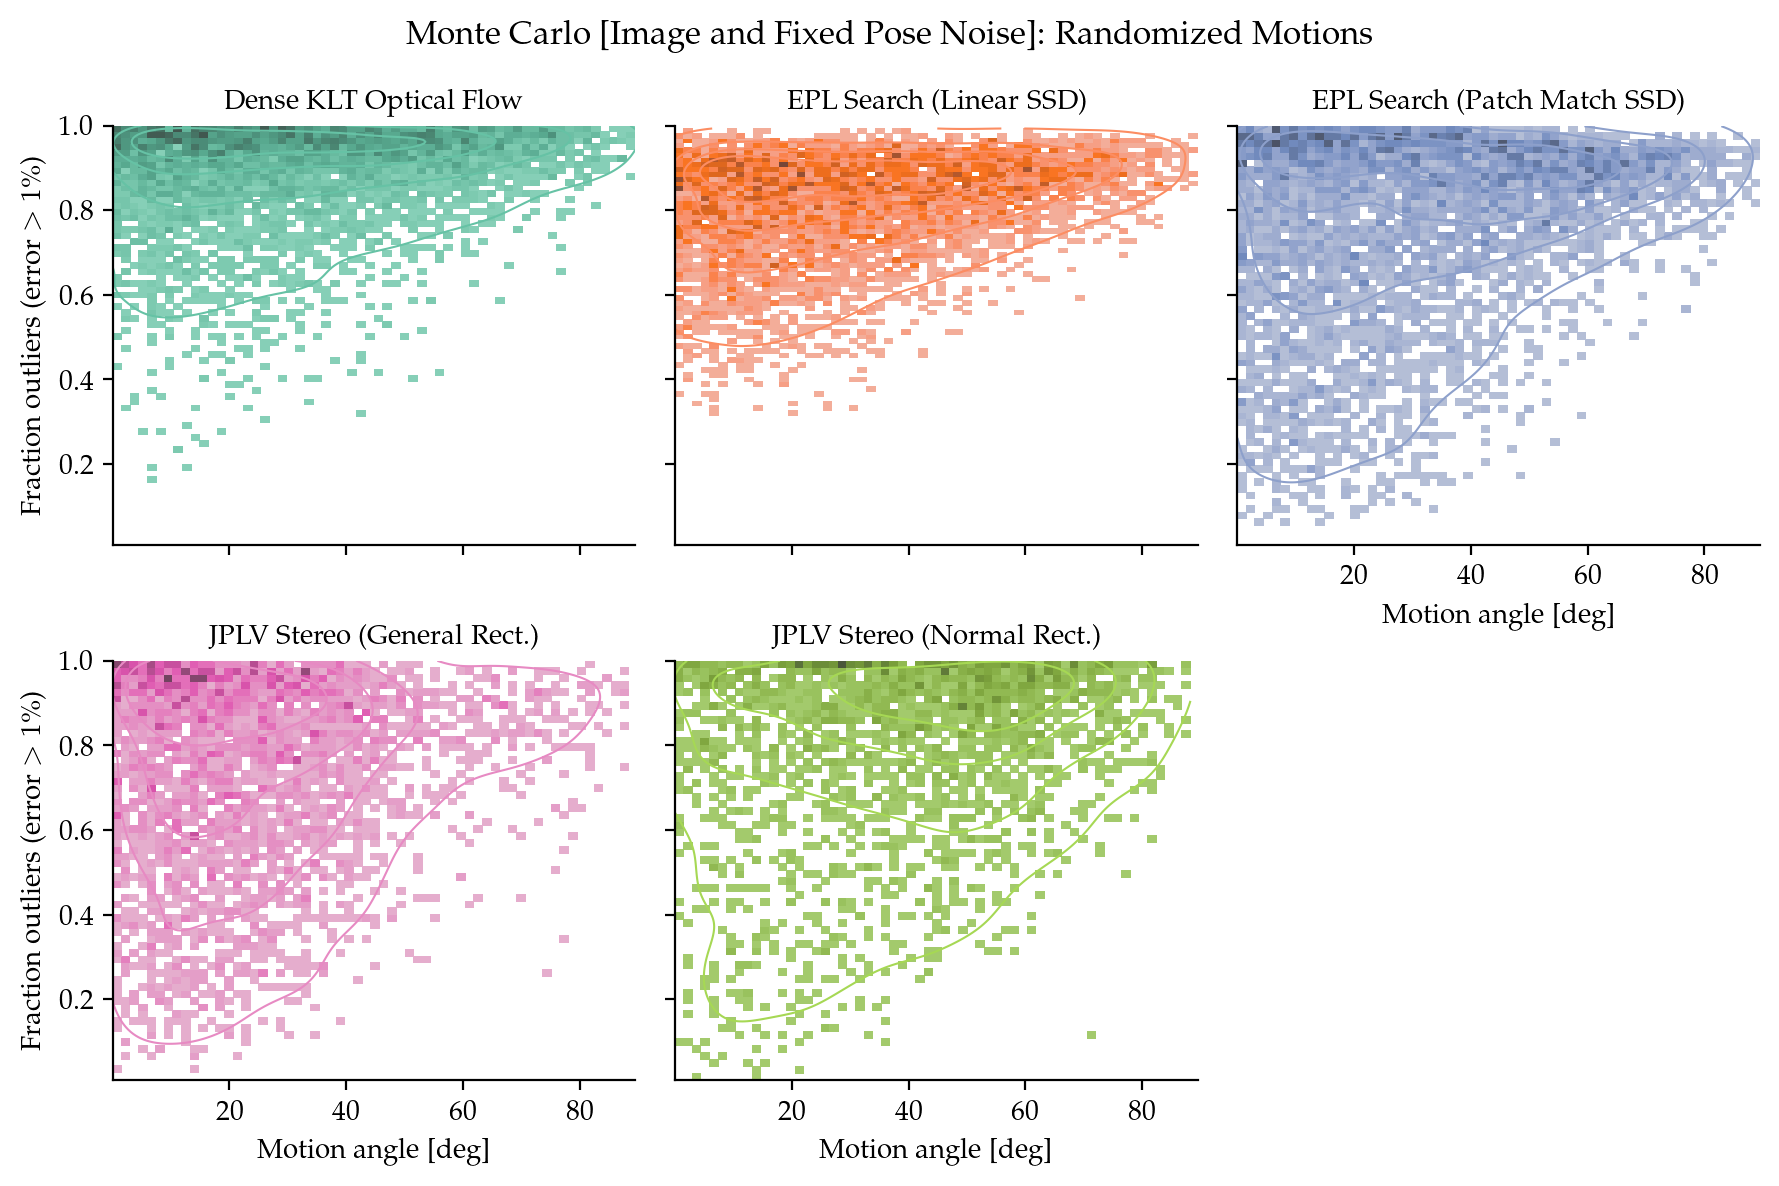 Monte Carlo [Image and Fixed Pose Noise]: Randomized Motions
Dense KLT Optical Flow
EPL Search (Linear SSD)
EPL Search (Patch Match SSD)
Fraction outliers (error > 1%)
1.0
0.8
0.6
0.4
0.2
20 40 60 80
Motion angle [deg]
JPLV Stereo (General Rect.)
JPLV Stereo (Normal Rect.)
Fraction outliers (error > 1%)
1.0
0.8
0.6
0.4
0.2
20 40 60 80
20 40 60 80
Motion angle [deg]
Motion angle [deg]